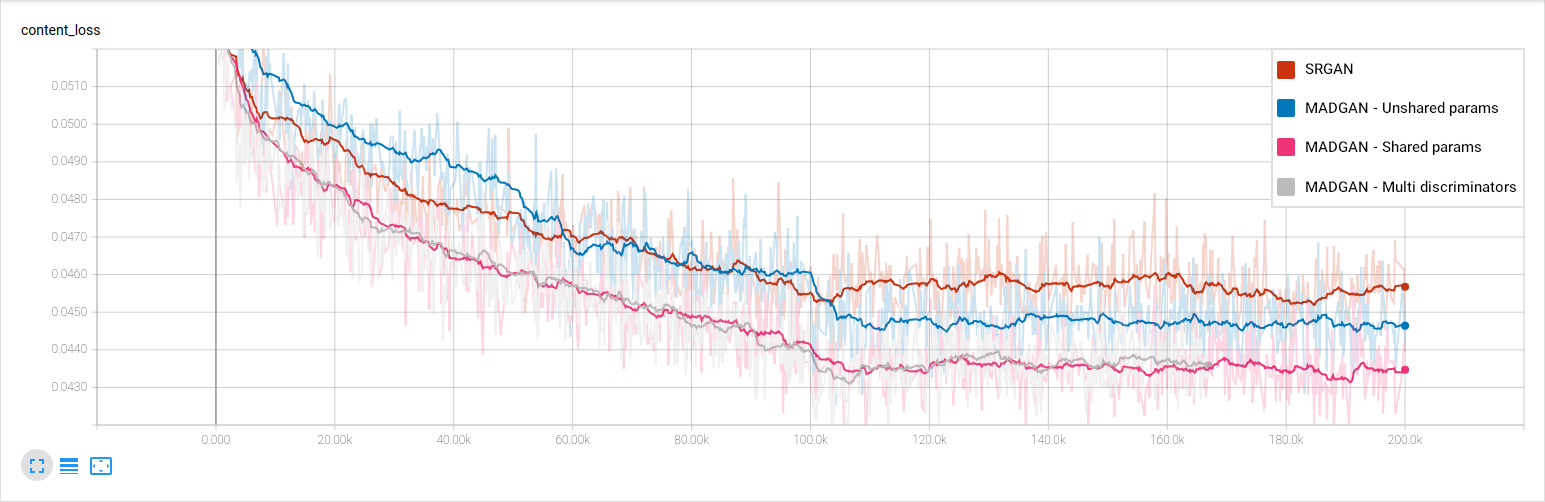 content_loss
SRGAN
MADGAN - Unshared params
MADGAN - Shared params
MADGAN - Multi discriminators
0.0510
0.0500
0.0490
0.0480
0.0470
0.0460
0.0450
0.0440
0.0430
0.000 20.00k 40.00k 60.00k 80.00k 100.0k 120.0k 140.0k 160.0k 180.0k 200.0k